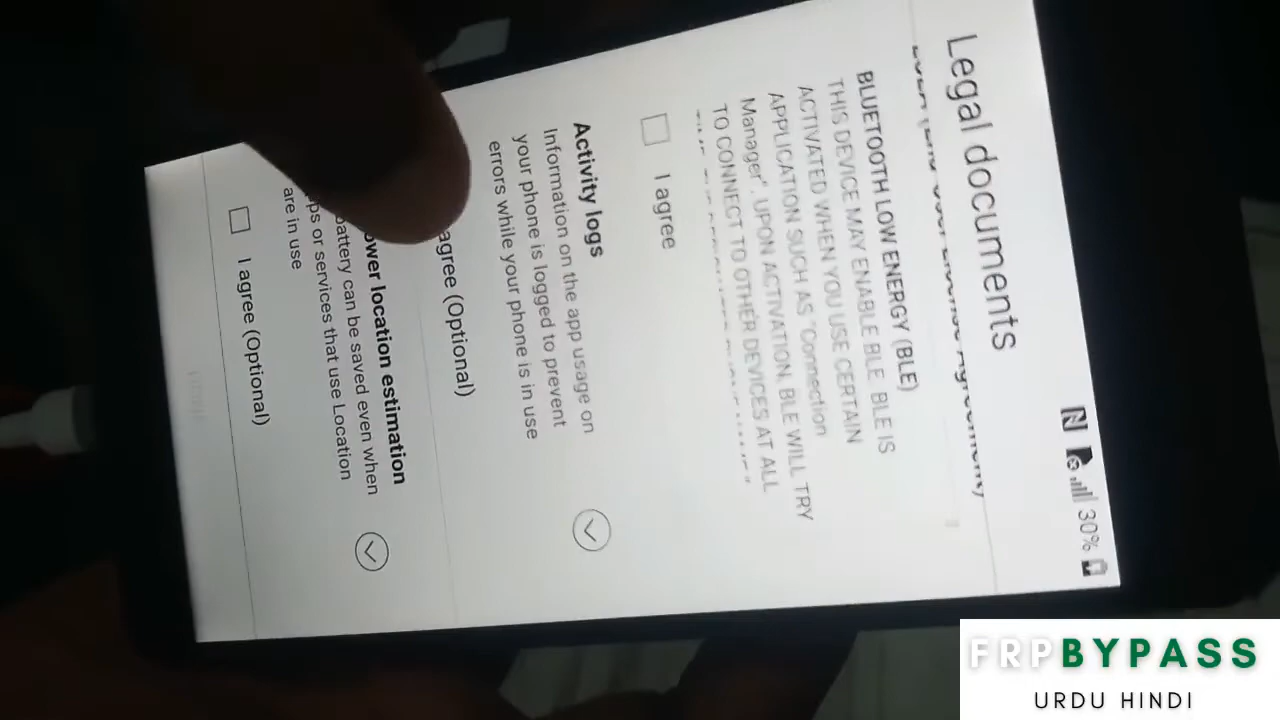 30%
Legal documents
BLUETOOTH LOW ENERGY (BLE)
THIS DEVICE MAY ENABLE BLE. BLE IS
ACTIVATED WHEN YOU USE CERTAIN
APPLICATION SUCH AS "Connection
Manager". UPON ACTIVATION, BLE WILL TRY
TO CONNECT TO OTHER DEVICES AT ALL
I agree
Activity logs
Information on the app usage on
your phone is logged to prevent
errors while your phone is in use
agree (Optional)
ower location estimation
battery can be saved even when
ps or services that use Location
are in use
I agree (Optional)
FRPBYPASS
URDU HINDI